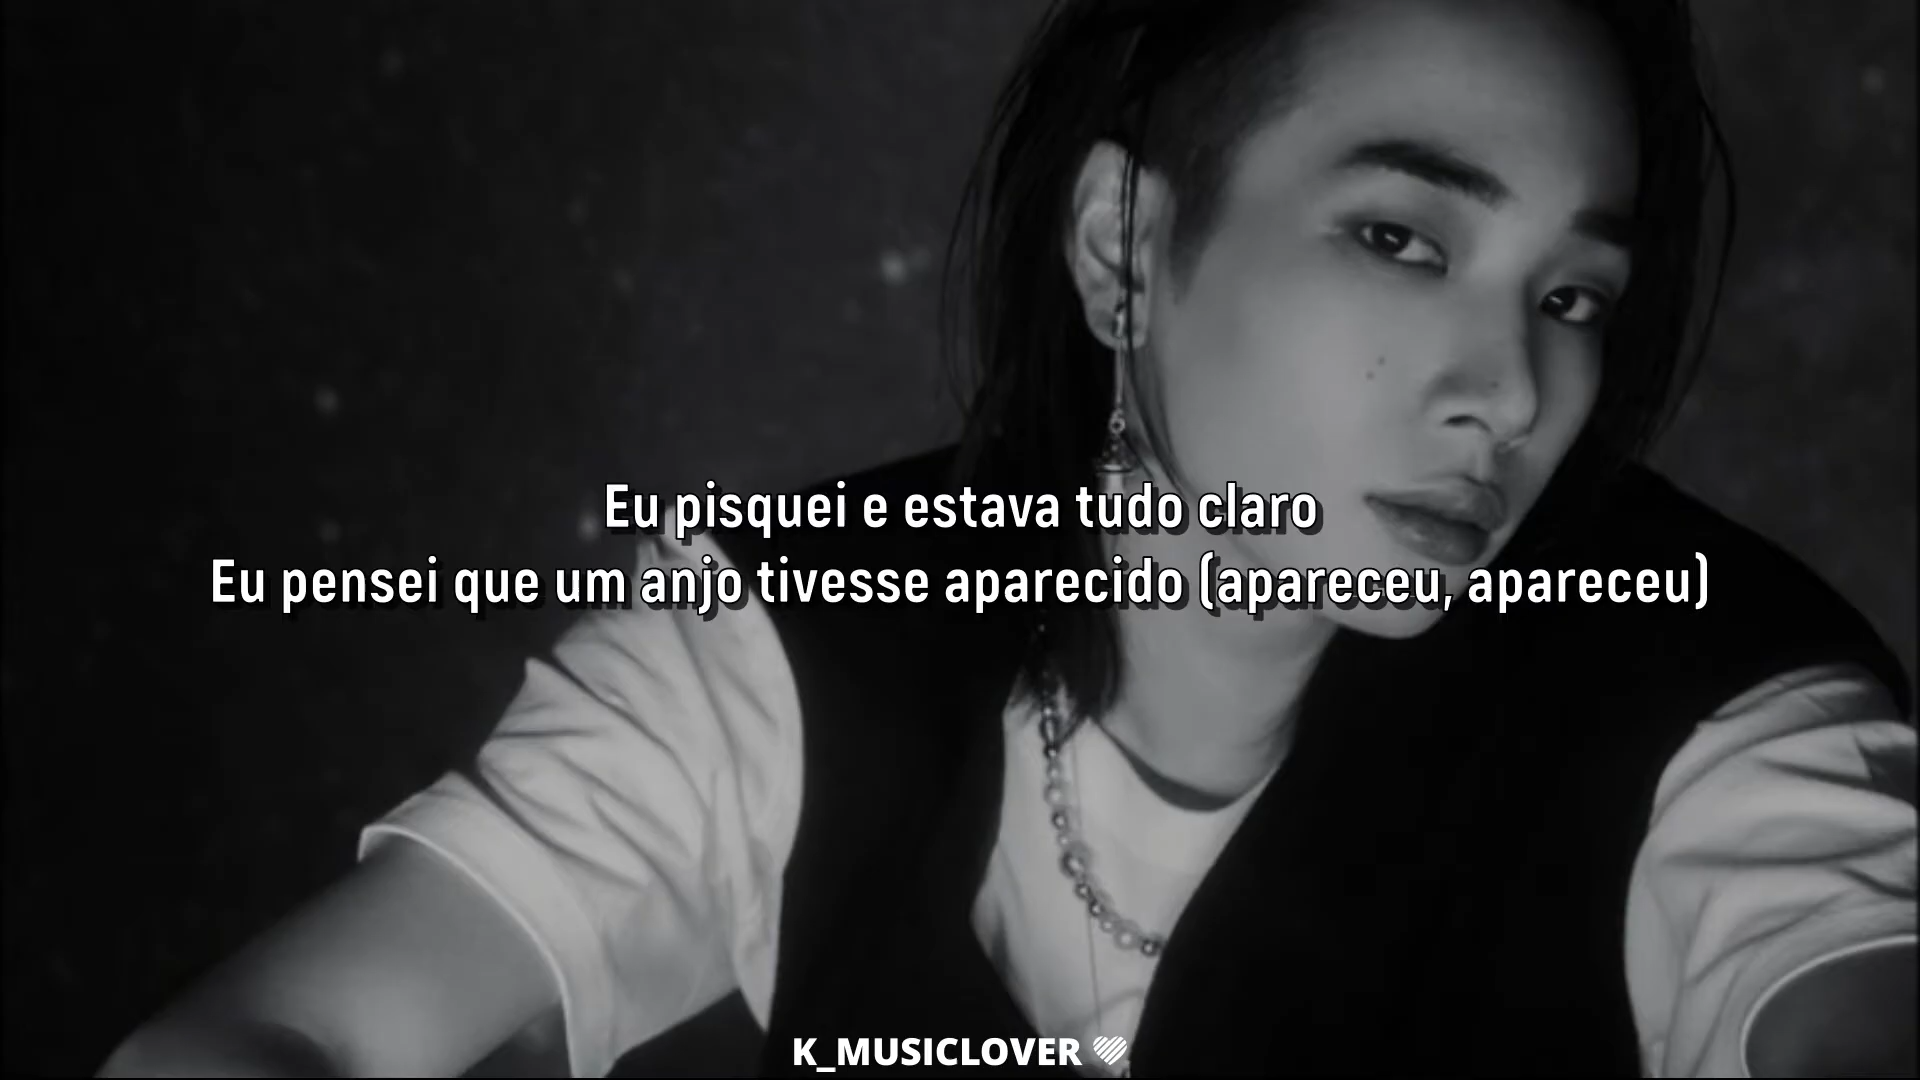 Eu pisquei e estava tudo claro
Eu pensei que um anjo tivesse aparecido (apareceu, apareceu)
K_MUSICLOVER